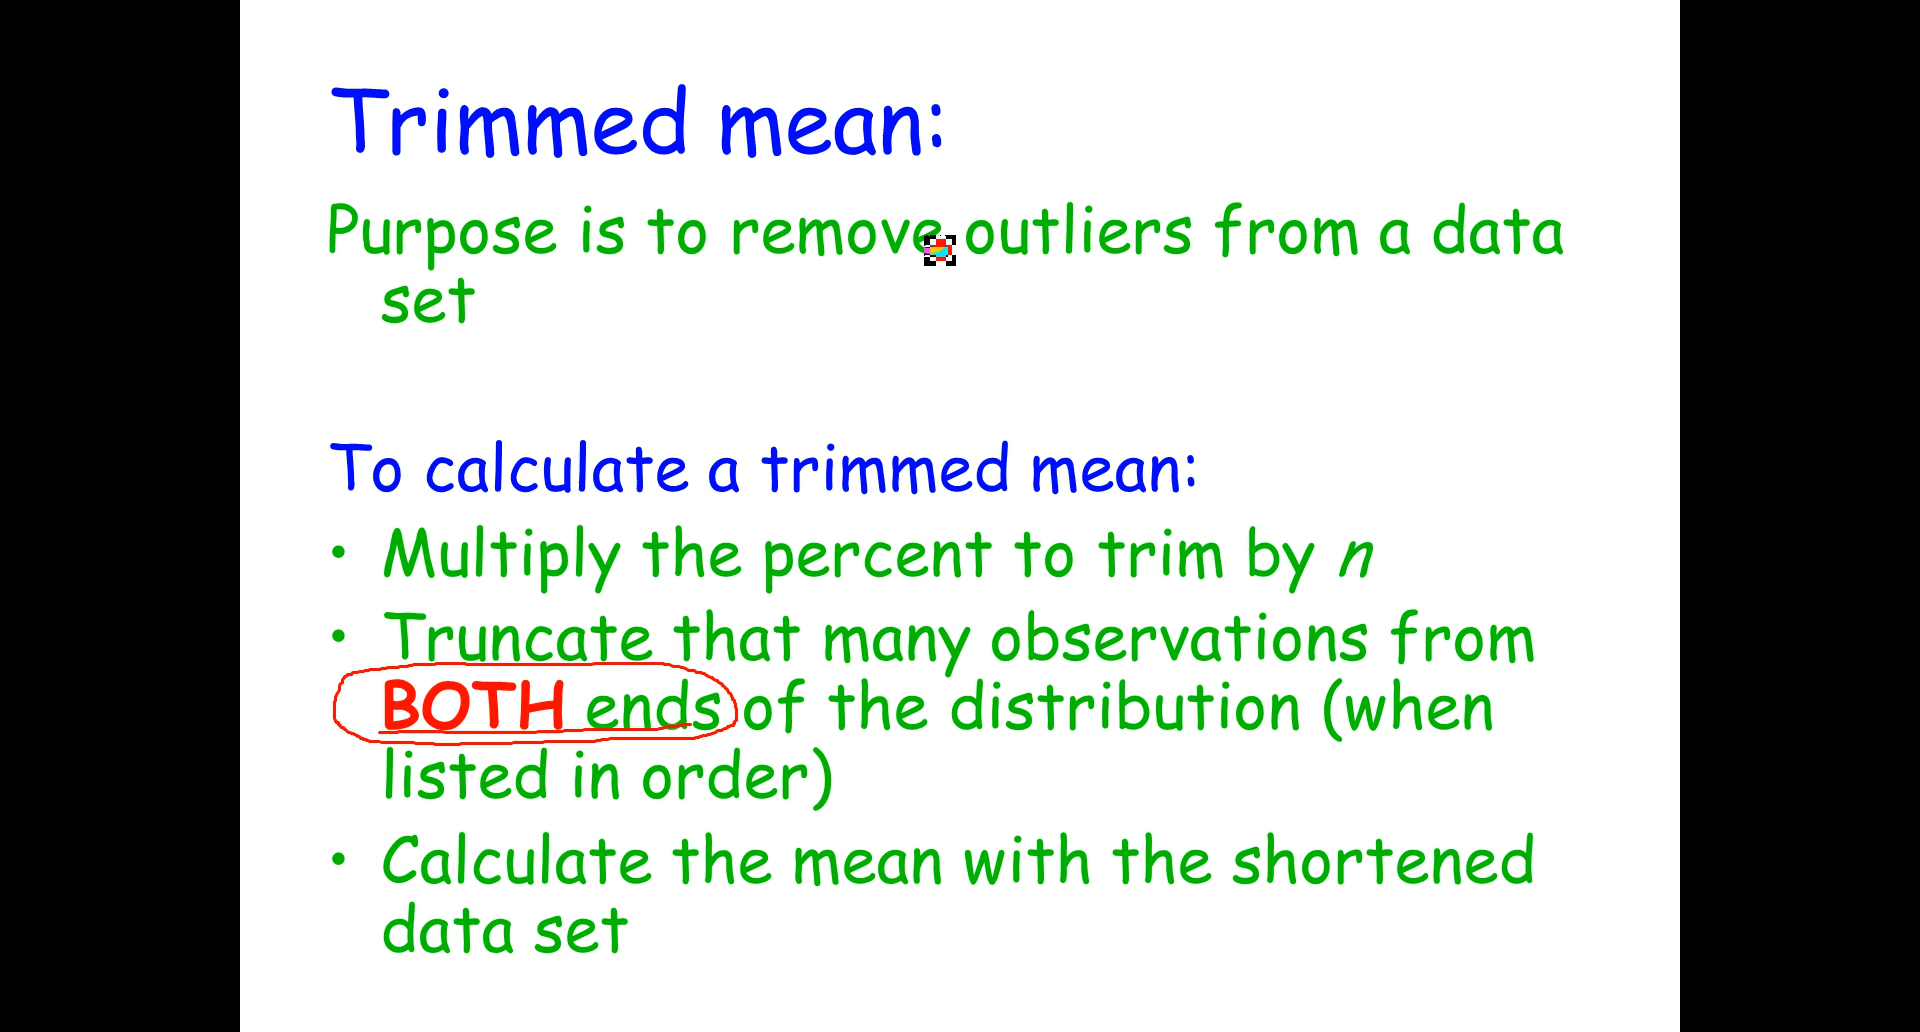 Trimmed mean:
Purpose is to remove outliers from a data
set
To calculate a trimmed mean:
• Multiply the percent to trim by n
• Truncate that many observations from
BOTH ends of the distribution (when
listed in order)
• Calculate the mean with the shortened
data set